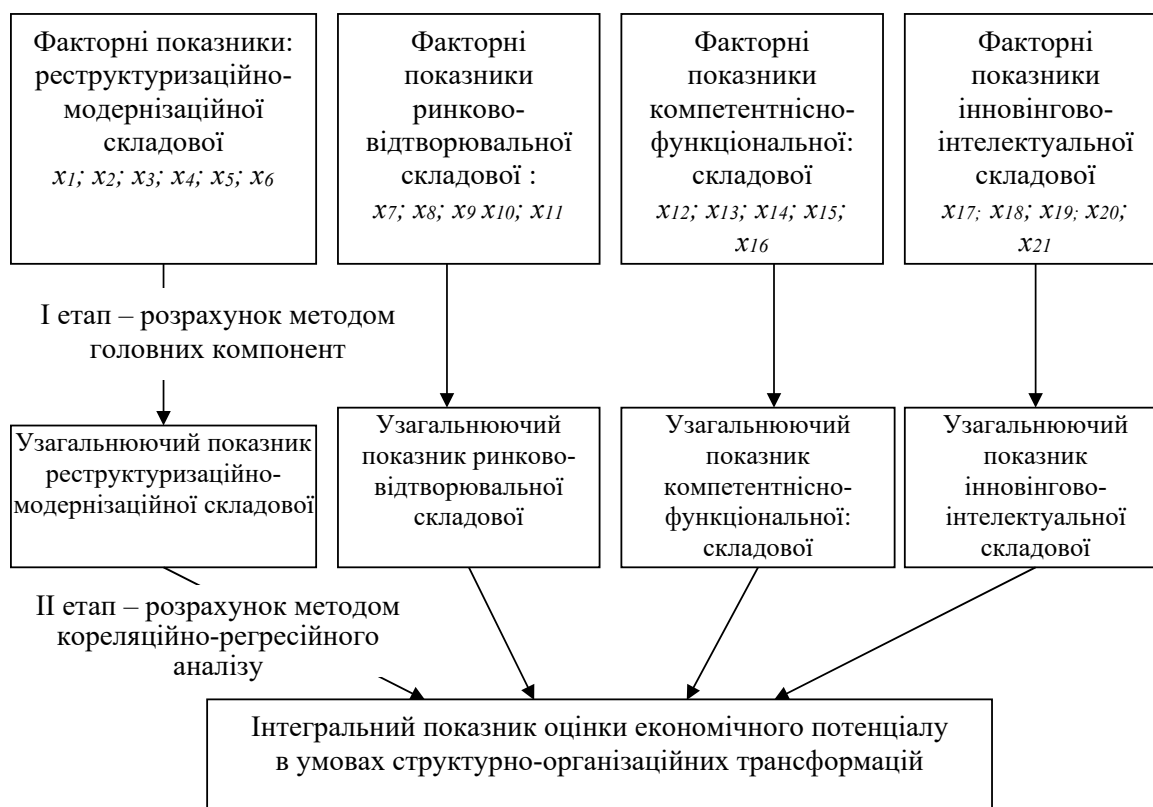 Факторні показники:
реструктуризаційно-
модернізаційної
складової
x1; x2; x3; x4; x5; x6
Факторні
показники
ринково-
відтворювальної
складової :
x7; x8; x9 x10; x11
Факторні
показники
компетентнісно-
функціональної:
складової
x12; x13; x14; x15;
x16
Факторні
показники
інновінгово-
інтелектуальної
складової
x17; x18; x19; x20;
x21
І етап – розрахунок методом
головних компонент
Узагальнюючий показник
реструктуризаційно-
модернізаційної складової
Узагальнюючий
показник ринково-
відтворювальної
складової
Узагальнюючий
показник
компетентнісно-
функціональної:
складової
Узагальнюючий
показник
інновінгово-
інтелектуальної
складової
ІІ етап – розрахунок методом
кореляційно-регресійного
аналізу
Інтегральний показник оцінки економічного потенціалу
в умовах структурно-організаційних трансформацій